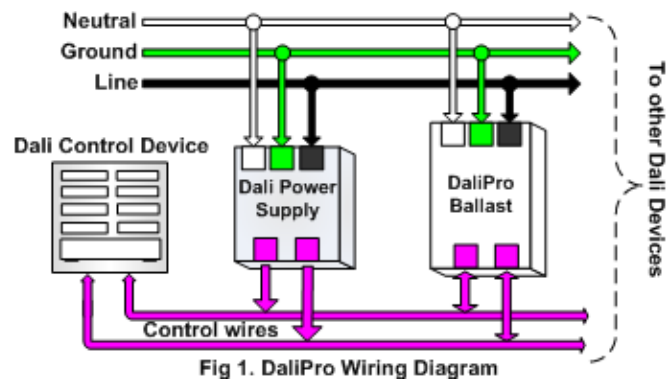 Neutral
Ground
Line
Dali Control Device
Dali Power
Supply
DaliPro
Ballast
To other Dali Devices
Control wires
Fig 1. DaliPro Wiring Diagram